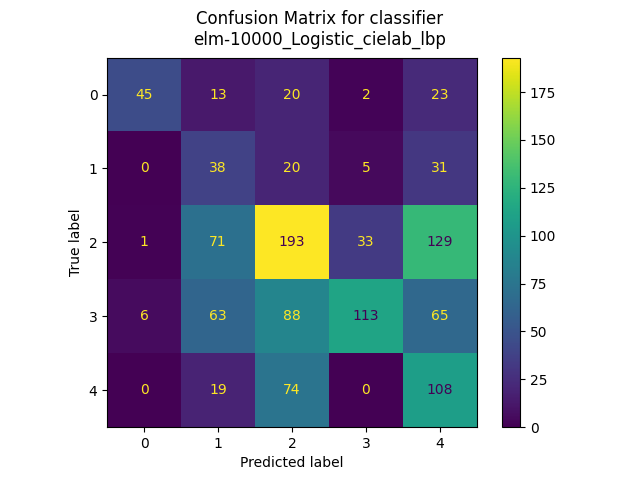 Confusion Matrix for classifier
elm-10000_Logistic_cielab_lbp
0 45 13 20 2 23
1 0 38 20 5 31
2 1 71 193 33 129
3 6 63 88 113 65
4 0 19 74 0 108
0 1 2 3 4
True label
Predicted label
175
150
125
100
75
50
25
0